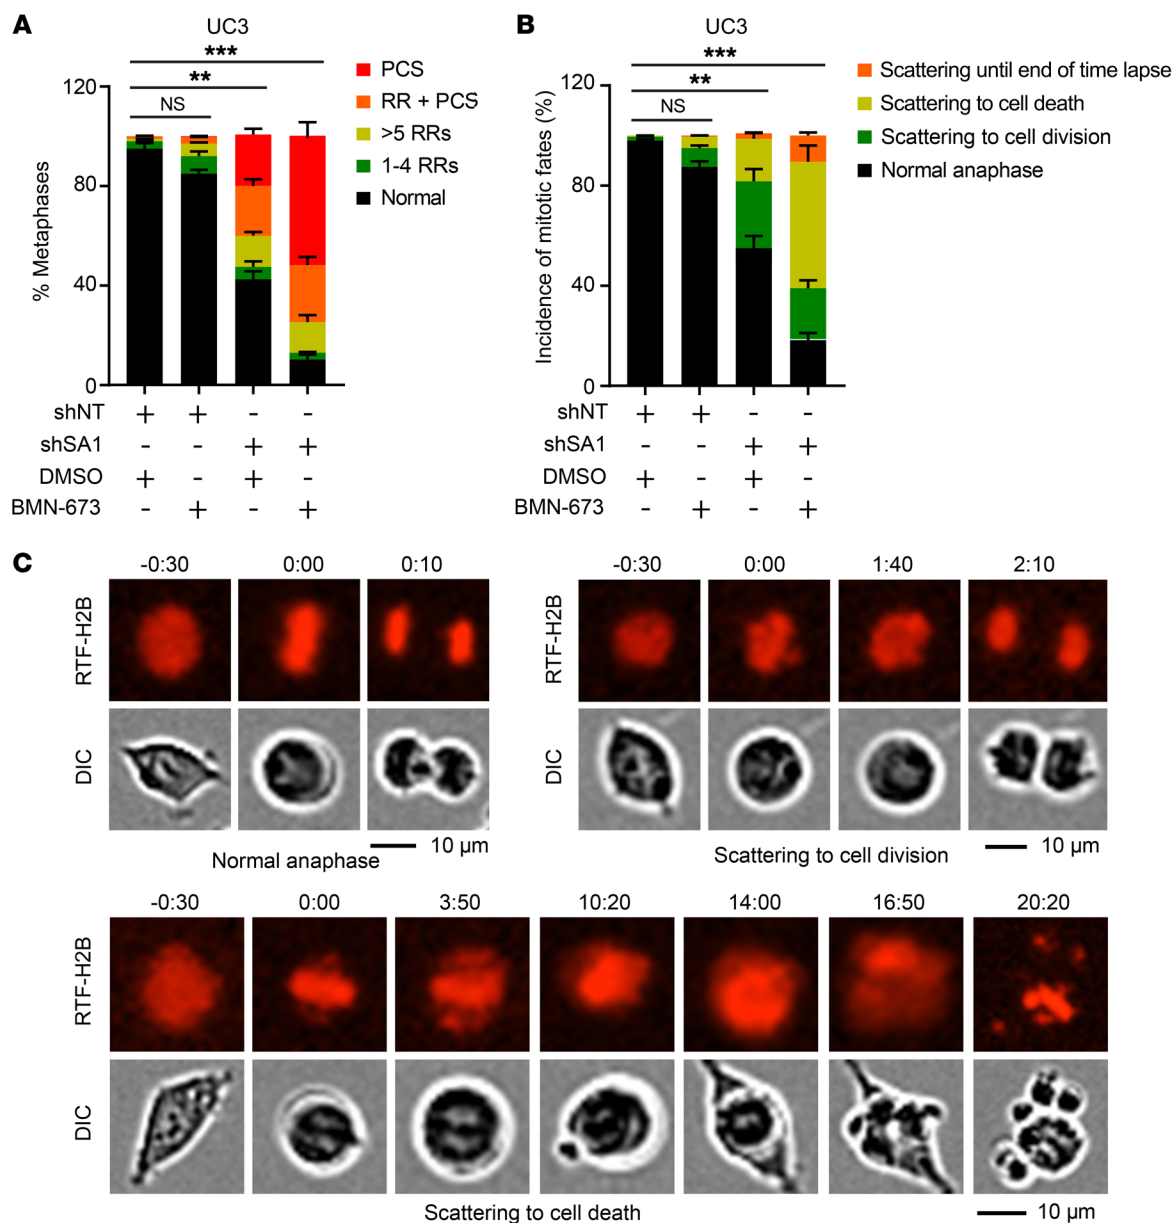 A
UC3
***
**
NS
% Metaphases
120
80
40
0
PCS
RR + PCS
>5 RRs
1-4 RRs
Normal
shNT + + - -
shSA1 - - + +
DMSO + - + -
BMN-673 - + - +
B
UC3
***
**
NS
Incidence of mitotic fates (%)
120
80
40
0
Scattering until end of time lapse
Scattering to cell death
Scattering to cell division
Normal anaphase
shNT + + - -
shSA1 - - + +
DMSO + - + -
BMN-673 - + - +
C
-0:30 0:00 0:10
RTF-H2B
DIC
10 µm
Normal anaphase
-0:30 0:00 1:40 2:10
RTF-H2B
DIC
10 µm
Scattering to cell division
-0:30 0:00 3:50 10:20 14:00 16:50 20:20
RTF-H2B
DIC
10 µm
Scattering to cell death